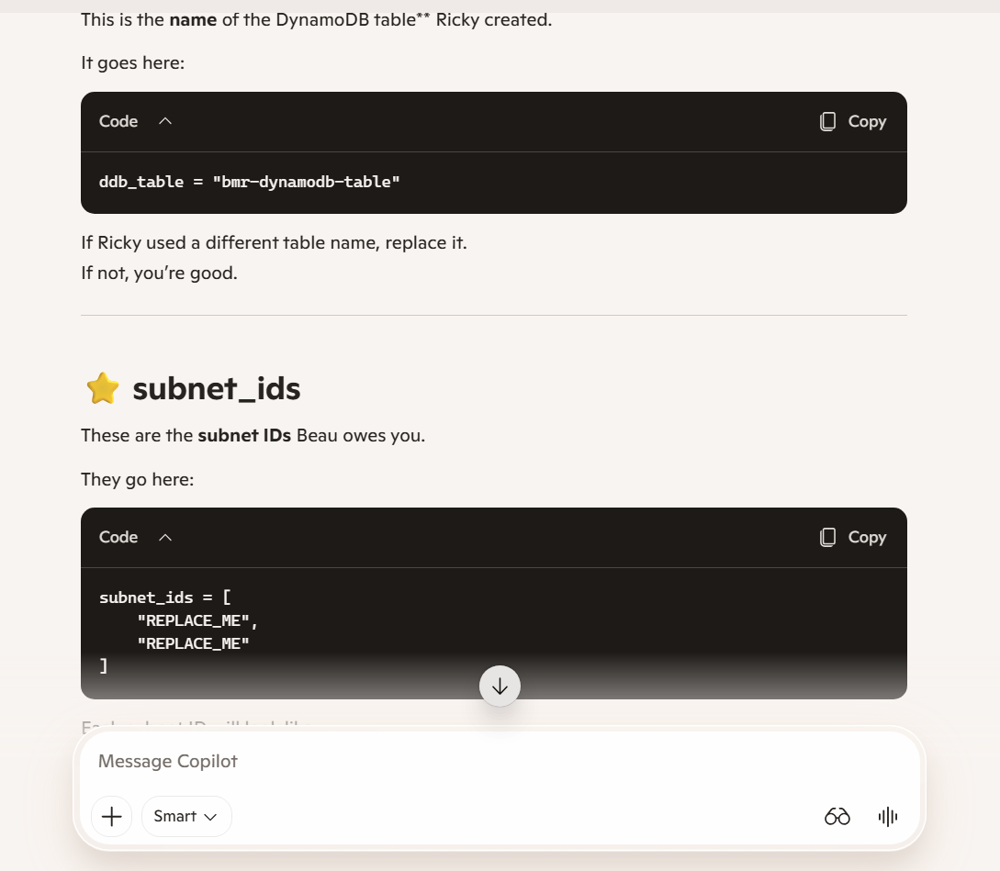 This is the name of the DynamoDB table** Ricky created.
It goes here:
Code
Copy
ddb_table = "bmr-dynamodb-table"
If Ricky used a different table name, replace it.
If not, you’re good.
⭐ subnet_ids
These are the subnet IDs Beau owes you.
They go here:
Code
Copy
subnet_ids = [
    "REPLACE_ME",
    "REPLACE_ME"
]
Message Copilot
Smart